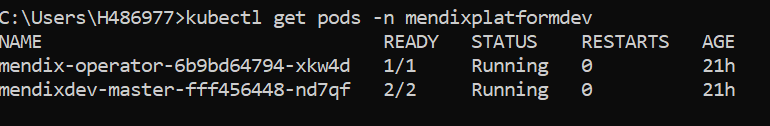 C:\Users\H486977>kubectl get pods -n mendixplatformdev
NAME READY STATUS RESTARTS AGE
mendix-operator-6b9bd64794-xkw4d 1/1 Running 0 21h
mendixdev-master-fff456448-nd7qf 2/2 Running 0 21h